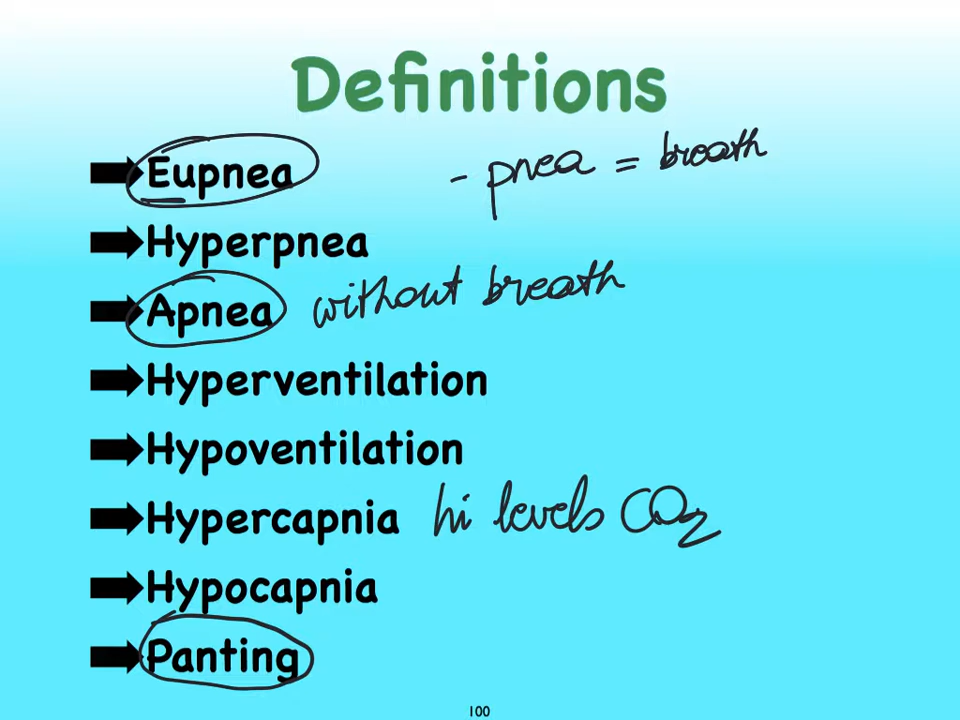 Definitions
Eupnea - pnea = breath
Hyperpnea
Apnea without breath
Hyperventilation
Hypoventilation
Hypercapnia hi levels CO2
Hypocapnia
Panting
100